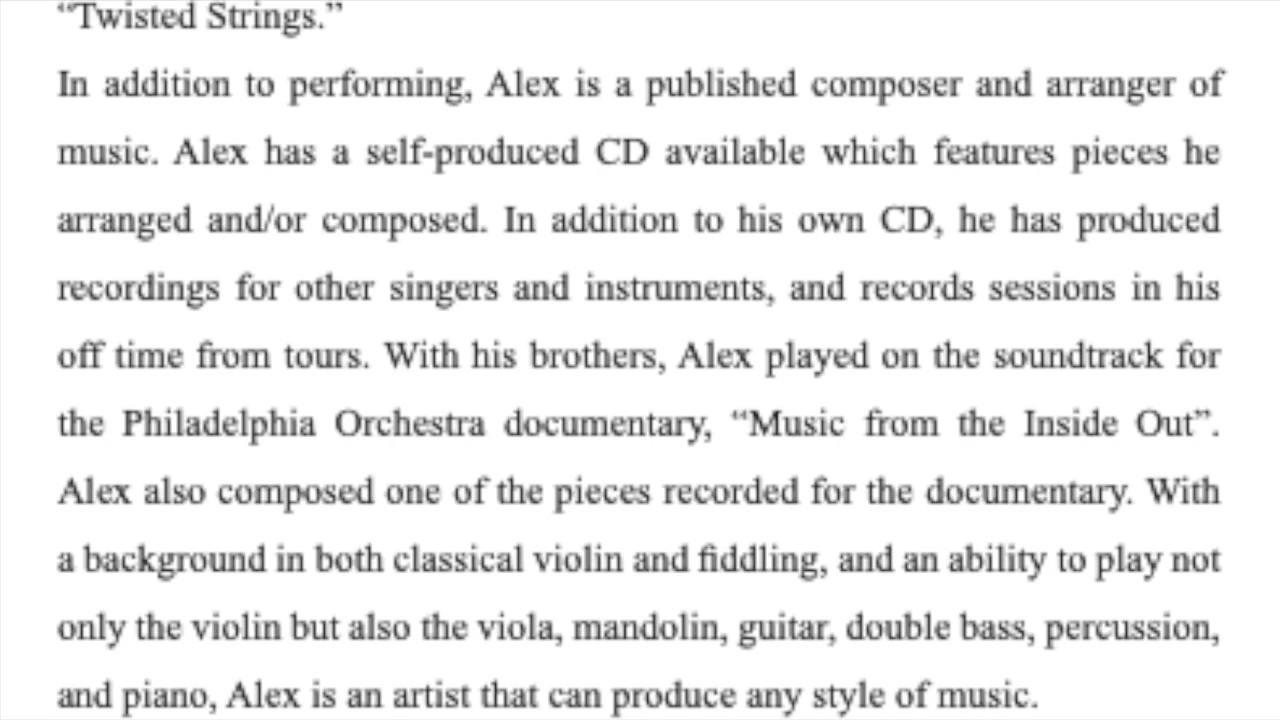 “Twisted Strings.”
In addition to performing, Alex is a published composer and arranger of
music. Alex has a self-produced CD available which features pieces he
arranged and/or composed. In addition to his own CD, he has produced
recordings for other singers and instruments, and records sessions in his
off time from tours. With his brothers, Alex played on the soundtrack for
the Philadelphia Orchestra documentary, “Music from the Inside Out”.
Alex also composed one of the pieces recorded for the documentary. With
a background in both classical violin and fiddling, and an ability to play not
only the violin but also the viola, mandolin, guitar, double bass, percussion,
and piano, Alex is an artist that can produce any style of music.